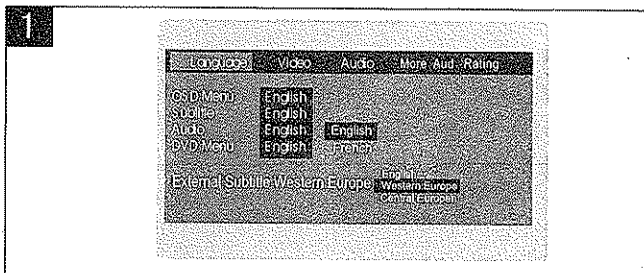 1
Language Video Audio More Aud Rating
OSD Menu English
Subtitle English
Audio English English
DVD Menu English French
External Subtitle Western Europe English
Western Europe
Central Europen